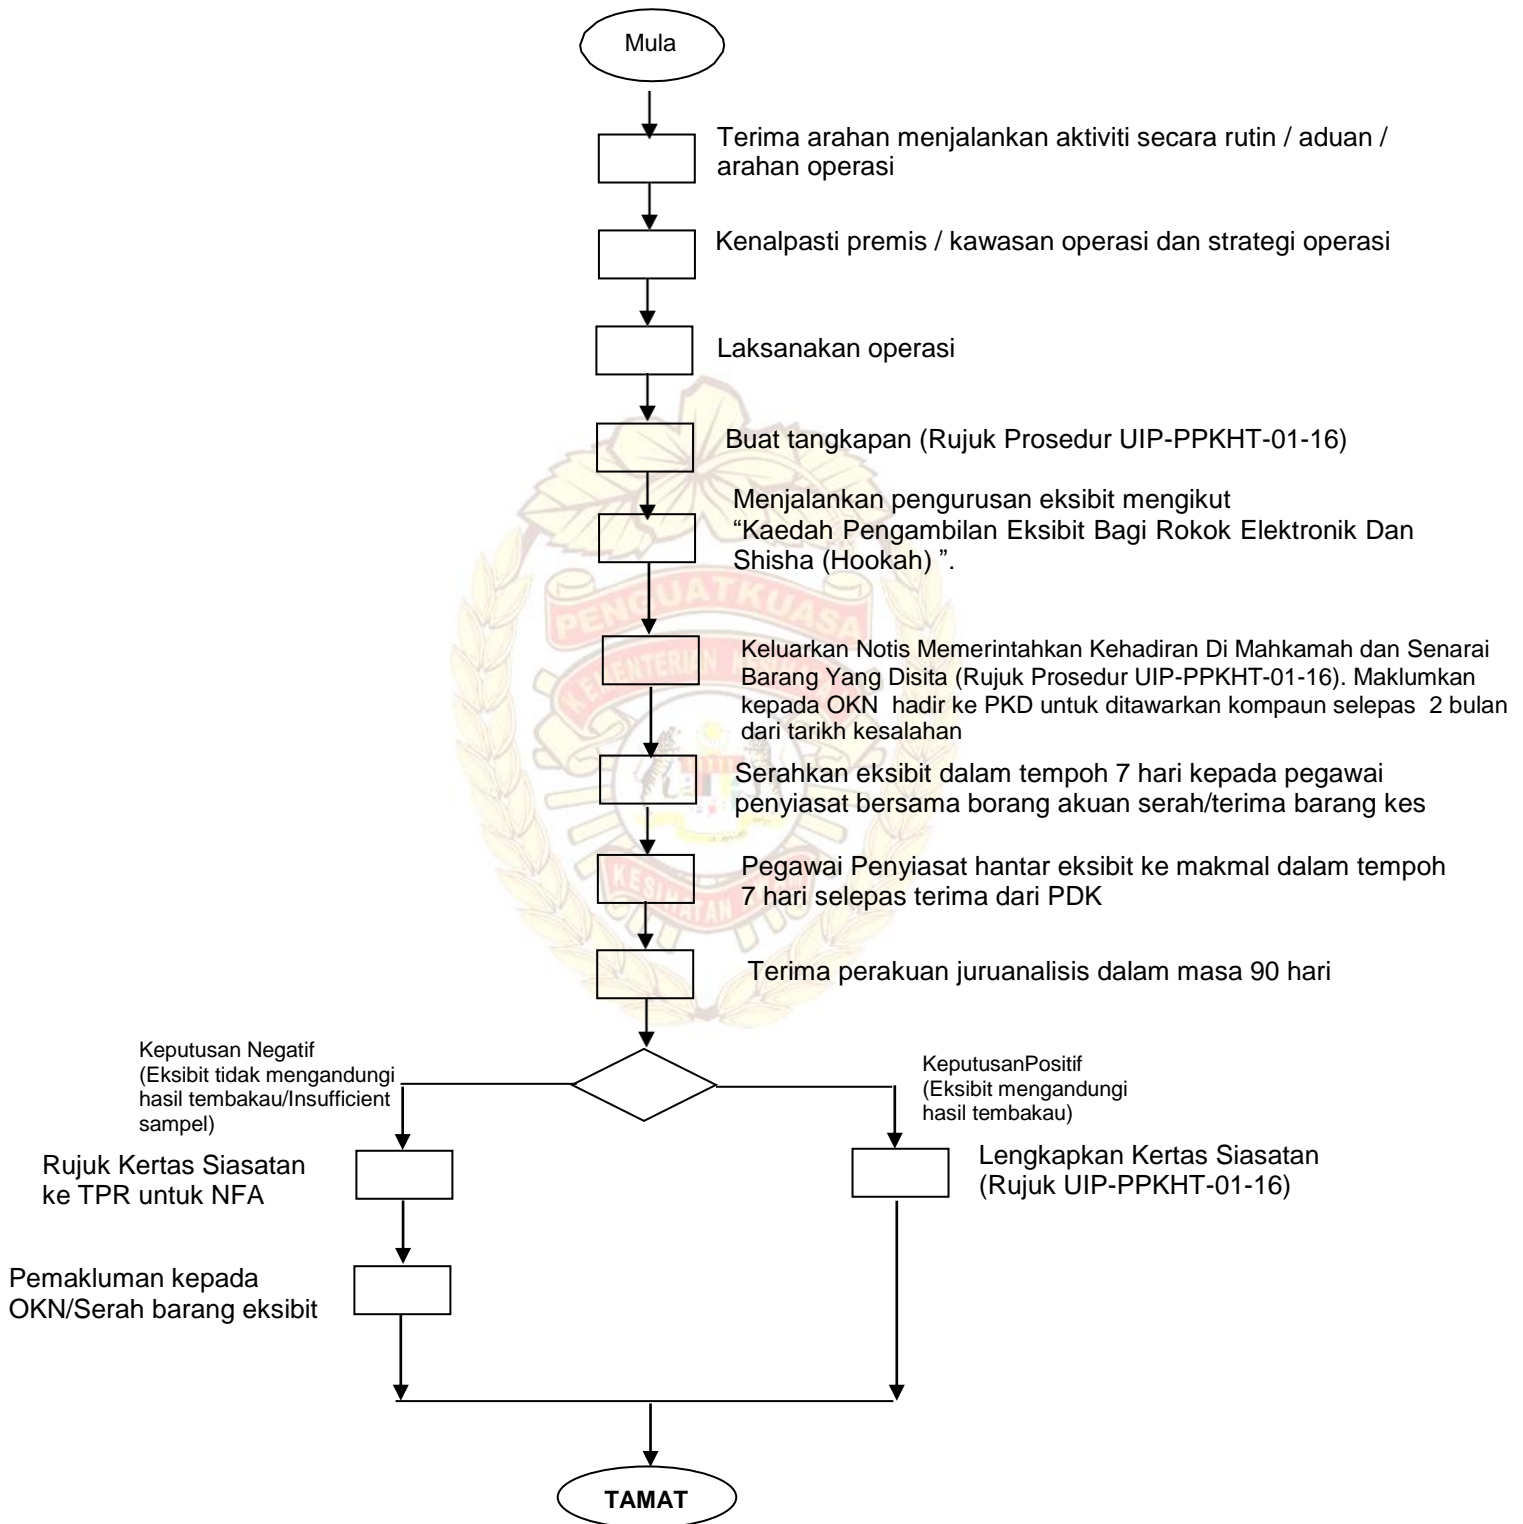 Mula
Terima arahan menjalankan aktiviti secara rutin / aduan /
arahan operasi
Kenalpasti premis / kawasan operasi dan strategi operasi
Laksanakan operasi
Buat tangkapan (Rujuk Prosedur UIP-PPKHT-01-16)
Menjalankan pengurusan eksibit mengikut
“Kaedah Pengambilan Eksibit Bagi Rokok Elektronik Dan
Shisha (Hookah) ”.
PENGUATKUASA
KEMENTERIAN KESIHATAN
Keluarkan Notis Memerintahkan Kehadiran Di Mahkamah dan Senarai
Barang Yang Disita (Rujuk Prosedur UIP-PPKHT-01-16). Maklumkan
kepada OKN  hadir ke PKD untuk ditawarkan kompaun selepas  2 bulan
dari tarikh kesalahan
Serahkan eksibit dalam tempoh 7 hari kepada pegawai
penyiasat bersama borang akuan serah/terima barang kes
Pegawai Penyiasat hantar eksibit ke makmal dalam tempoh
7 hari selepas terima dari PDK
KESIHATAN
Terima perakuan juruanalisis dalam masa 90 hari
Keputusan Negatif
(Eksibit tidak mengandungi
hasil tembakau/Insufficient
sampel)
KeputusanPositif
(Eksibit mengandungi
hasil tembakau)
Rujuk Kertas Siasatan
ke TPR untuk NFA
Lengkapkan Kertas Siasatan
(Rujuk UIP-PPKHT-01-16)
Pemakluman kepada
OKN/Serah barang eksibit
TAMAT